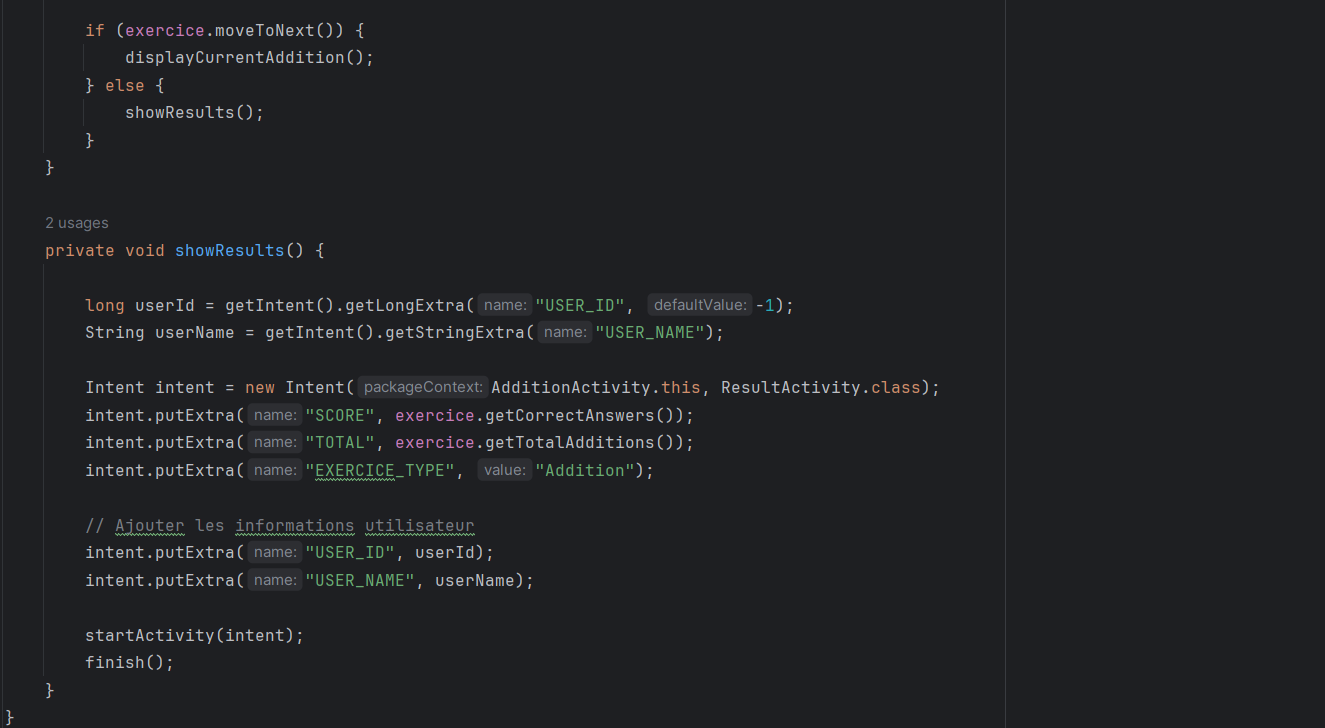 if (exercice.moveToNext()) {
displayCurrentAddition();
} else {
showResults();
}
}
2 usages
private void showResults() {
long userId = getIntent().getLongExtra( name: "USER_ID", defaultValue: -1);
String userName = getIntent().getStringExtra( name: "USER_NAME");
Intent intent = new Intent( packageContext: AdditionActivity.this, ResultActivity.class);
intent.putExtra( name: "SCORE", exercice.getCorrectAnswers());
intent.putExtra( name: "TOTAL", exercice.getTotalAdditions());
intent.putExtra( name: "EXERCICE_TYPE", value: "Addition");
// Ajouter les informations utilisateur
intent.putExtra( name: "USER_ID", userId);
intent.putExtra( name: "USER_NAME", userName);
startActivity(intent);
finish();
}
}